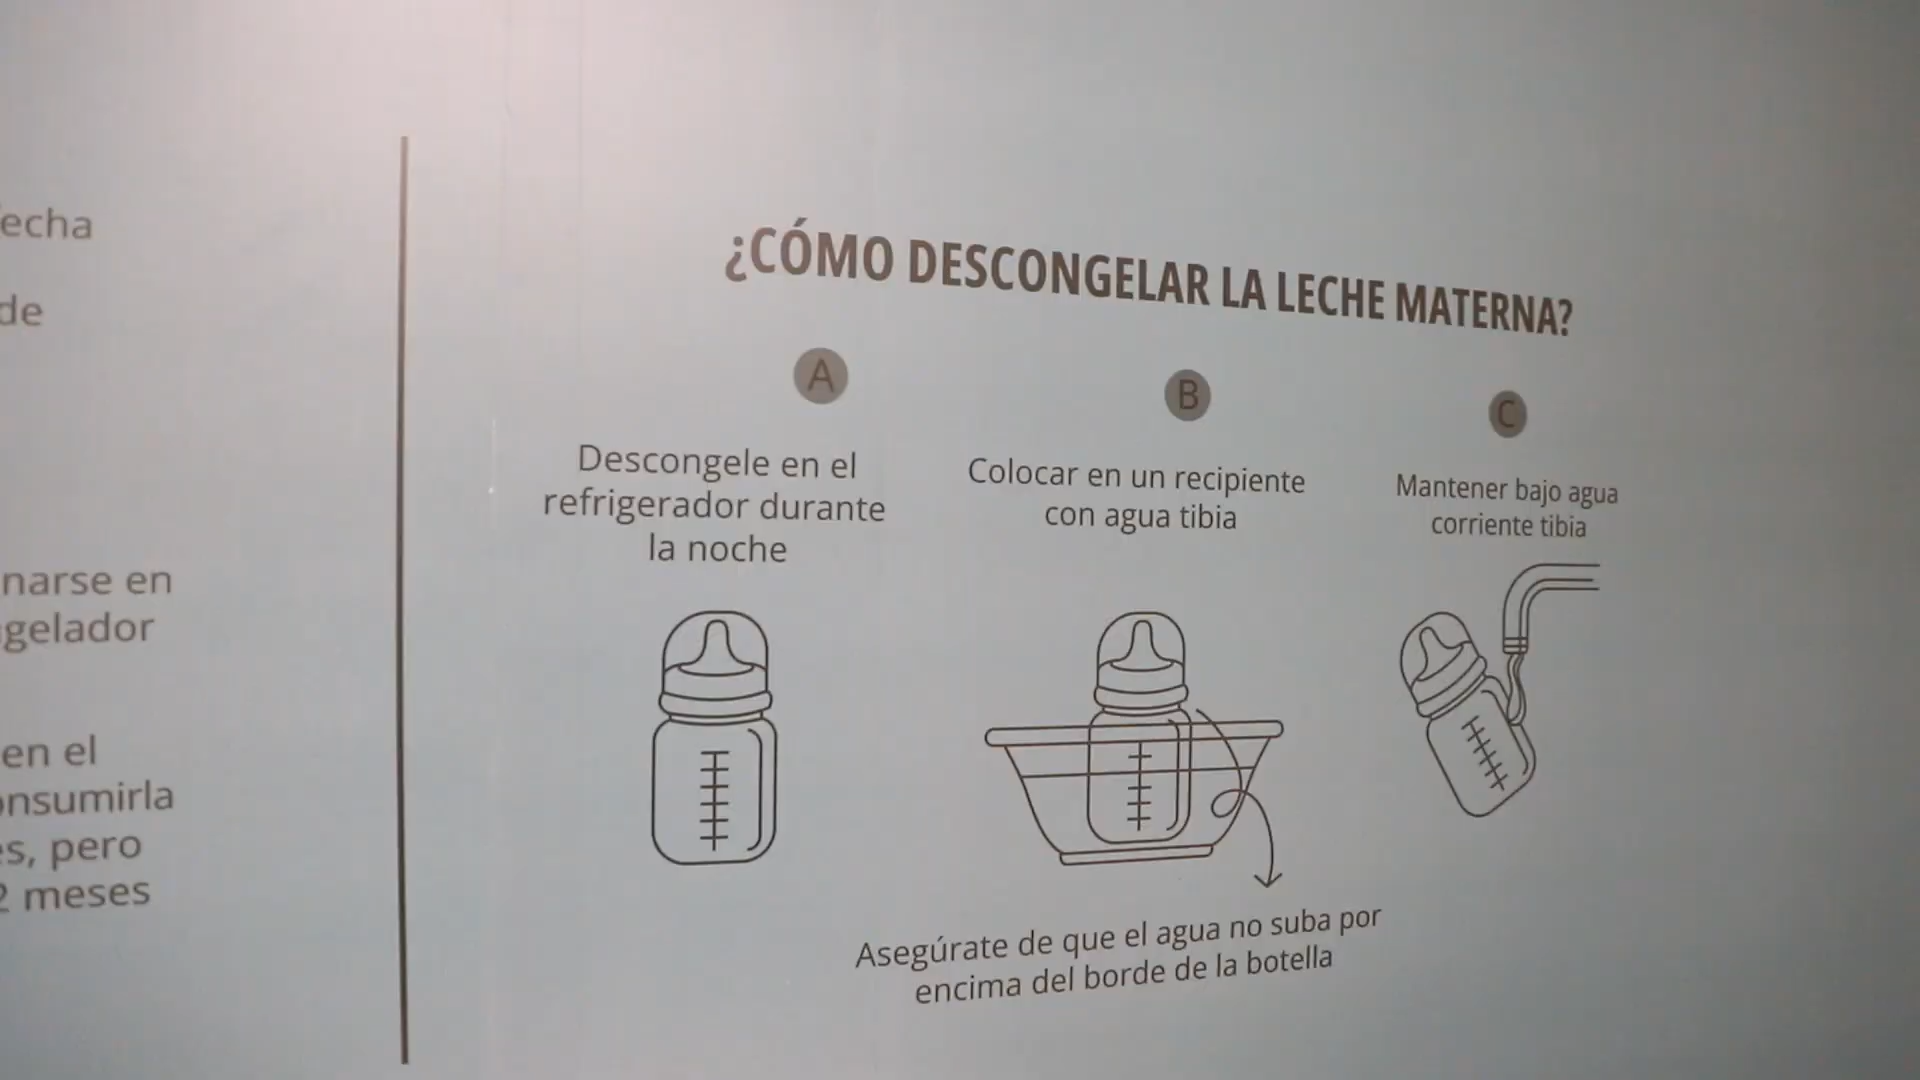 de
narse en
gelador
en el
es, pero
2 meses
¿CÓMO DESCONGELAR LA LECHE MATERNA?
A
Descongele en el
refrigerador durante
la noche
B
Colocar en un recipiente
con agua tibia
C
Mantener bajo agua
corriente tibia
Asegúrate de que el agua no suba por
encima del borde de la botella